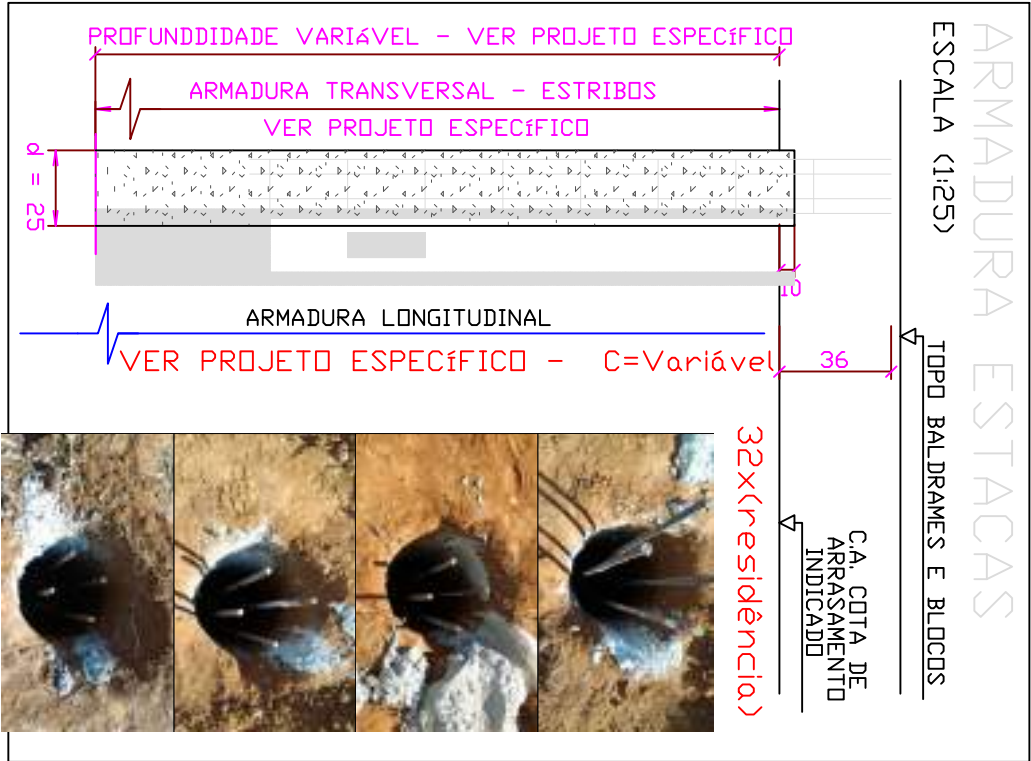 ARMADURA ESTACAS
ESCALA (1:25)
PROFUNDDIDADE VARIáVEL - VER PROJETO ESPECíFICO
ARMADURA TRANSVERSAL - ESTRIBOS
VER PROJETO ESPECíFICO
d = 25
10
ARMADURA LONGITUDINAL
VER PROJETO ESPECíFICO - C=Variável
36
TOPO BALDRAMES E BLOCOS
C.A. COTA DE
ARRASAMENTO
INDICADO
32x(residência)